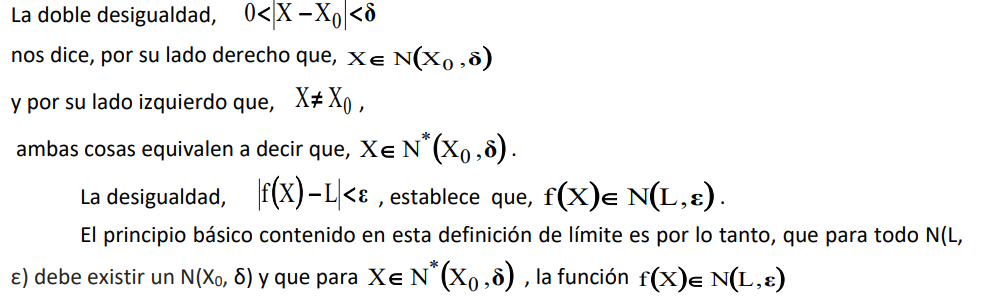 La doble desigualdad, 0<|X−X₀|<δ
nos dice, por su lado derecho que, X∈ N(X₀,δ)
y por su lado izquierdo que, X≠X₀ ,
ambas cosas equivalen a decir que, X∈ N*(X₀,δ).
La desigualdad, |f(X)−L|<ε , establece que, f(X)∈ N(L,ε).
El principio básico contenido en esta definición de límite es por lo tanto, que para todo N(L,
ε) debe existir un N(X₀, δ) y que para X∈ N*(X₀,δ) , la función f(X)∈ N(L,ε)